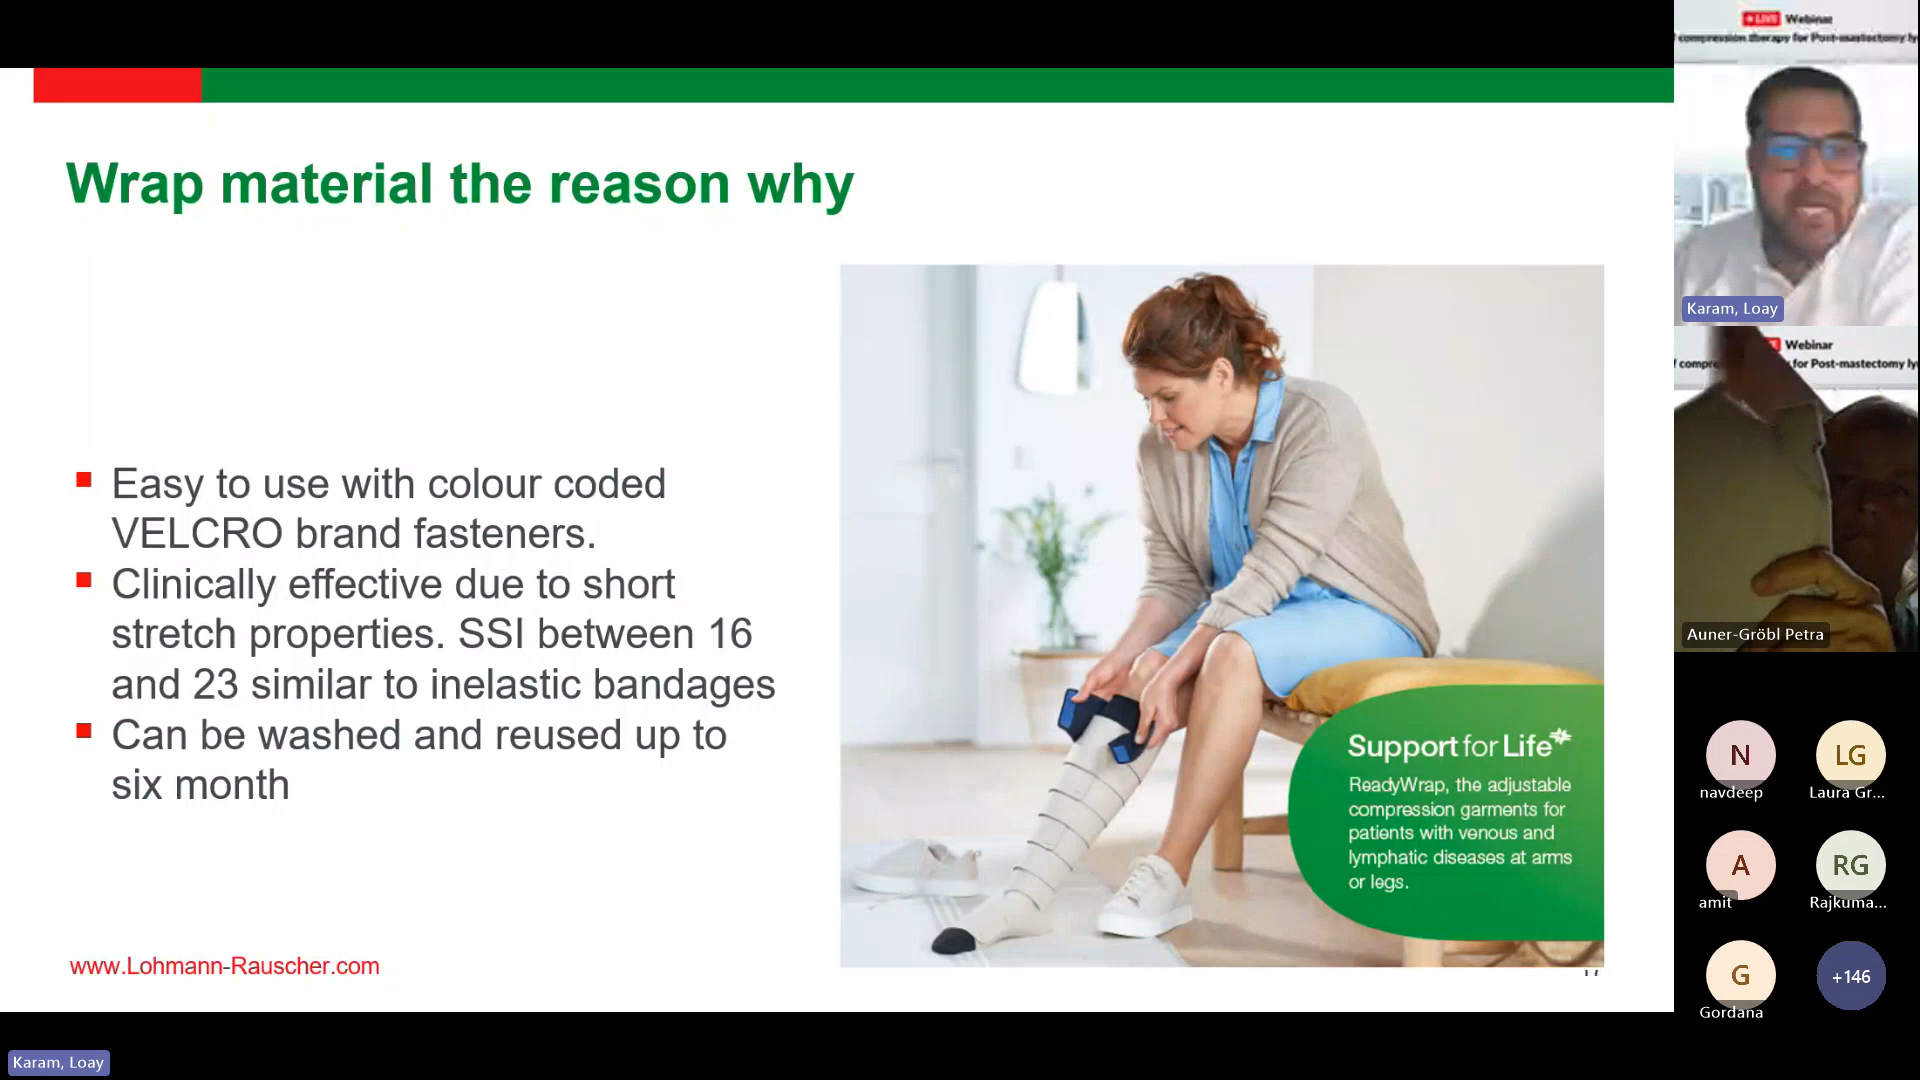 Wrap material the reason why
Easy to use with colour coded
VELCRO brand fasteners.
Clinically effective due to short
stretch properties. SSI between 16
and 23 similar to inelastic bandages
Can be washed and reused up to
six month
Support for Life
ReadyWrap, the adjustable
compression garments for
patients with venous and
lymphatic diseases at arms
or legs.
www.Lohmann-Rauscher.com
17
LIVE Webinar
compression therapy for Post-mastectomy ly
Karam, Loay
Webinar
compre for Post-mastectomy ly
Auner-Gröbl Petra
N
navdeep
LG
Laura Gr...
A
amit
RG
Rajkuma...
G
Gordana
+146
Karam, Loay